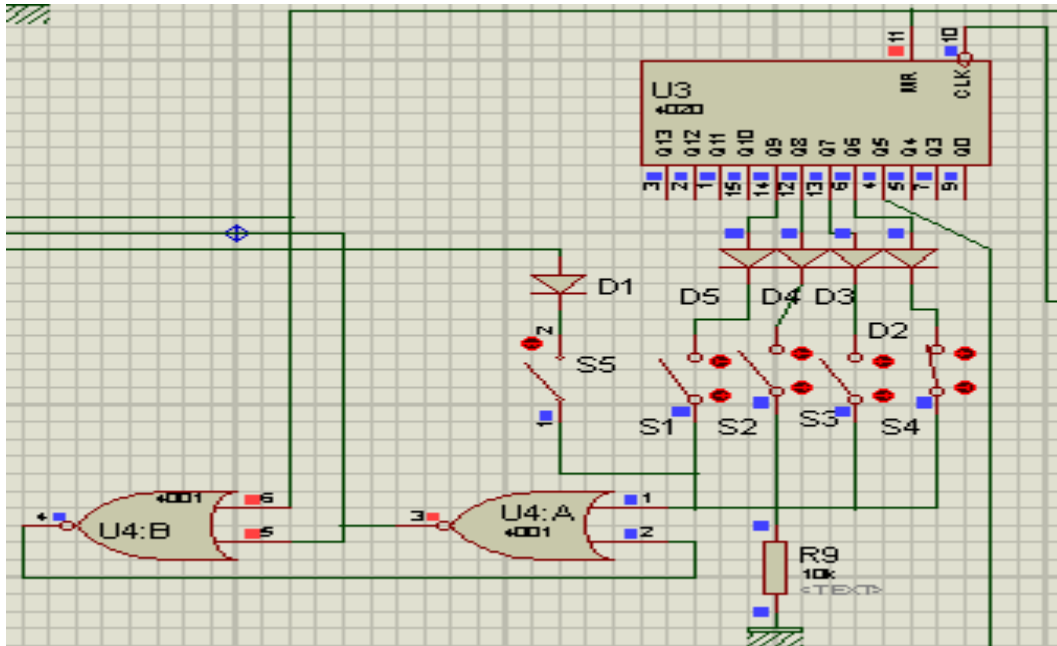 11
10
U3
4020
MR
CLK
Q13
Q12
Q11
Q10
Q9
Q8
Q7
Q6
Q5
Q4
Q3
Q0
3
2
1
15
14
12
13
6
4
5
7
9
D1
D5
D4
D3
D2
2
S5
1
S1
S2
S3
S4
4001
6
4
U4:B
5
3
U4:A
4001
1
2
R9
10k
<TEXT>